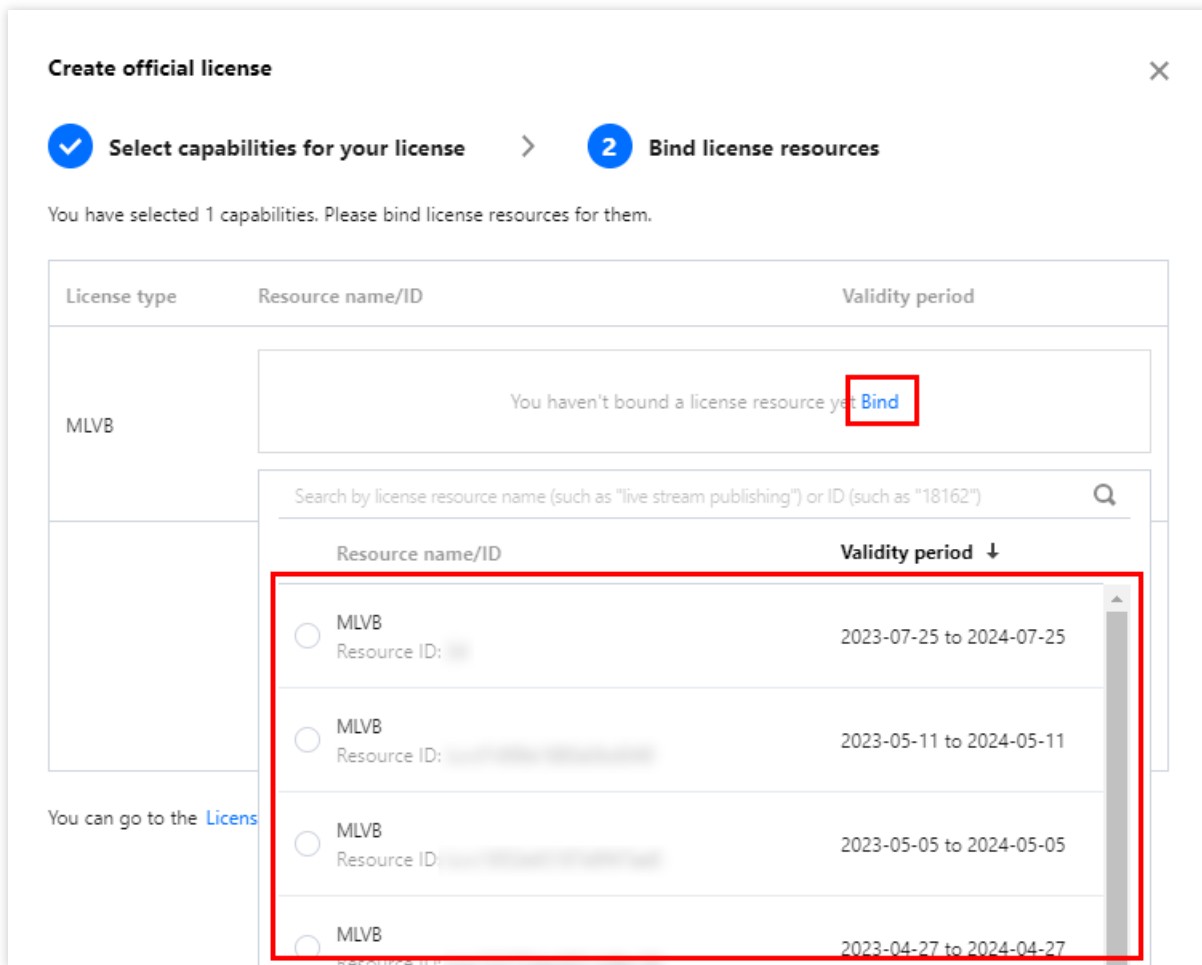 Create official license
Select capabilities for your license
2 Bind license resources
You have selected 1 capabilities. Please bind license resources for them.
License type Resource name/ID Validity period
You haven't bound a license resource yet Bind
MLVB
Search by license resource name (such as "live stream publishing") or ID (such as "18162")
Resource name/ID Validity period
MLVB
Resource ID:
2023-07-25 to 2024-07-25
MLVB
Resource ID:
2023-05-11 to 2024-05-11
You can go to the Licens
MLVB
Resource ID:
2023-05-05 to 2024-05-05
MLVB
Resource ID:
2023-04-27 to 2024-04-27